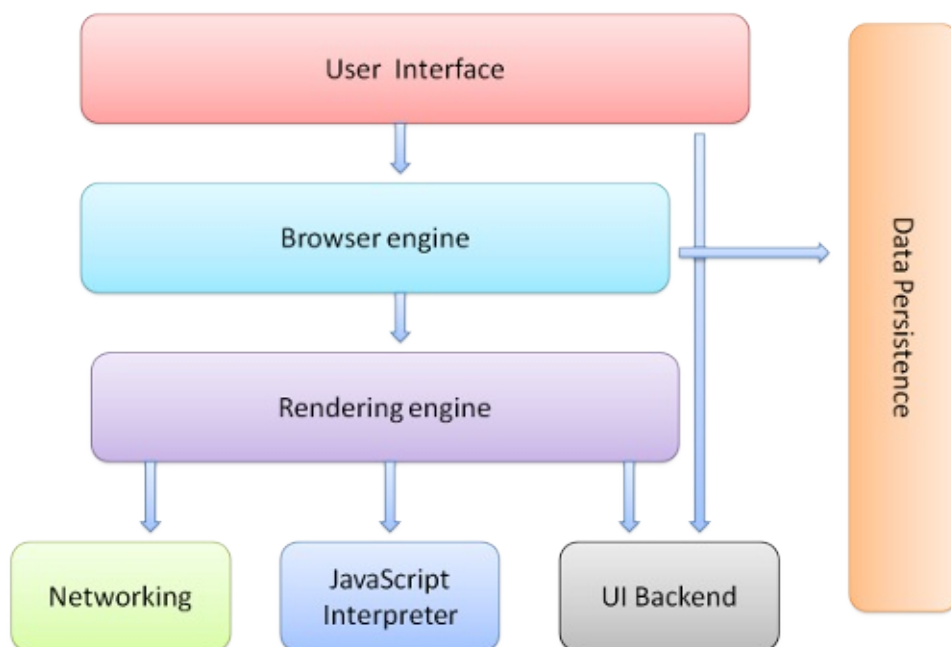 User Interface
Browser engine
Rendering engine
Networking
JavaScript
Interpreter
UI Backend
Data Persistence